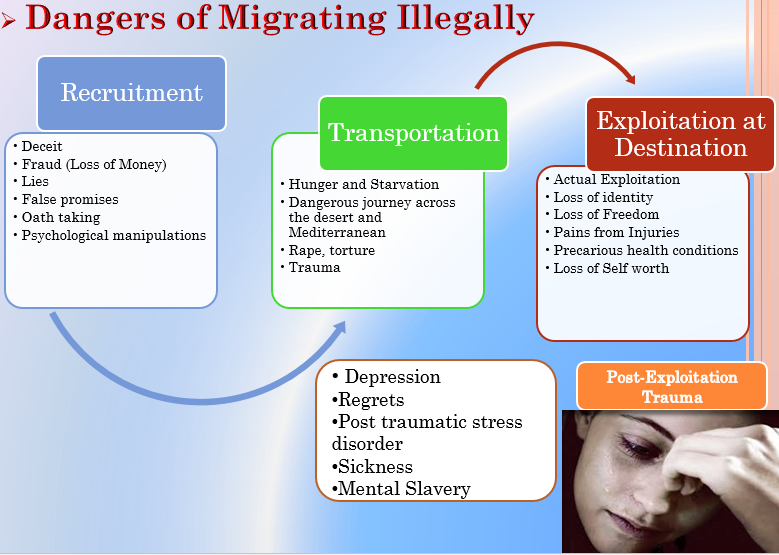 Dangers of Migrating Illegally
Recruitment
• Deceit
• Fraud (Loss of Money)
• Lies
• False promises
• Oath taking
• Psychological manipulations
Transportation
• Hunger and Starvation
• Dangerous journey across
the desert and
Mediterranean
• Rape, torture
• Trauma
Exploitation at
Destination
• Actual Exploitation
• Loss of identity
• Loss of Freedom
• Pains from Injuries
• Precarious health conditions
• Loss of Self worth
Post-Exploitation
Trauma
• Depression
•Regrets
•Post traumatic stress
disorder
•Sickness
•Mental Slavery